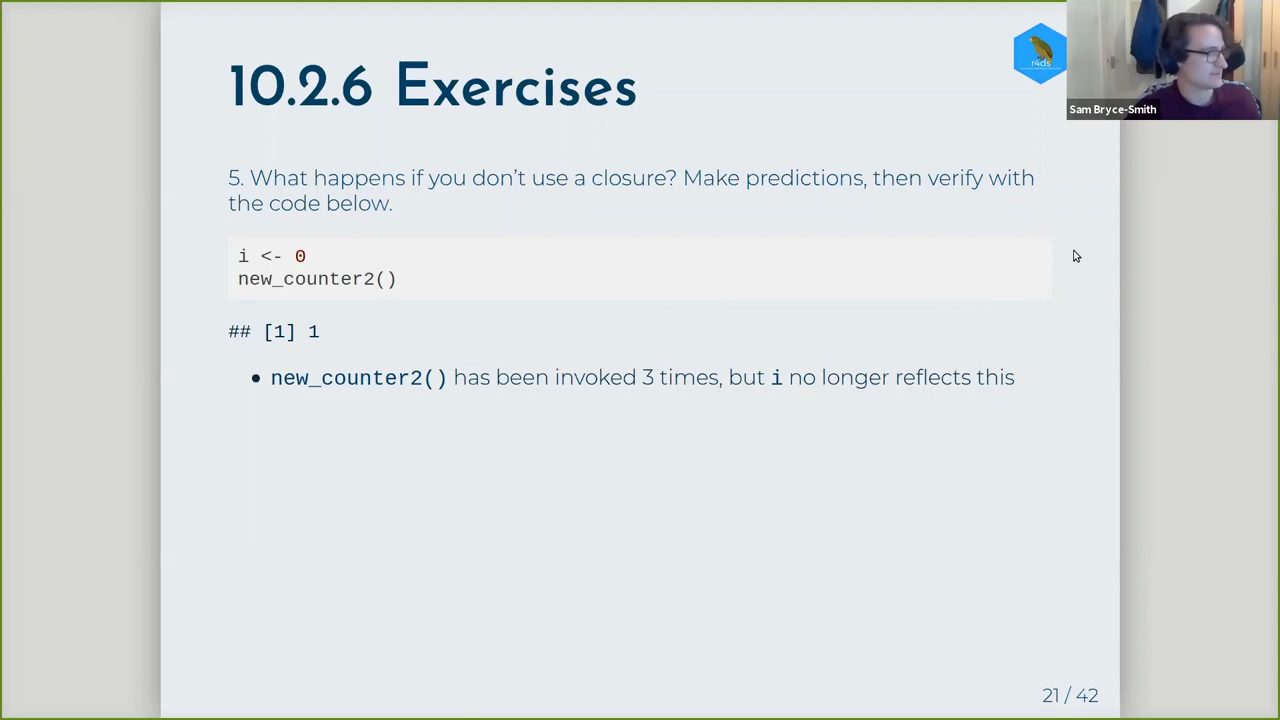 10.2.6 Exercises
r4ds
Sam Bryce-Smith
5. What happens if you don't use a closure? Make predictions, then verify with
the code below.
i <- 0
new_counter2()
## [1] 1
• new_counter2() has been invoked 3 times, but i no longer reflects this
21 / 42